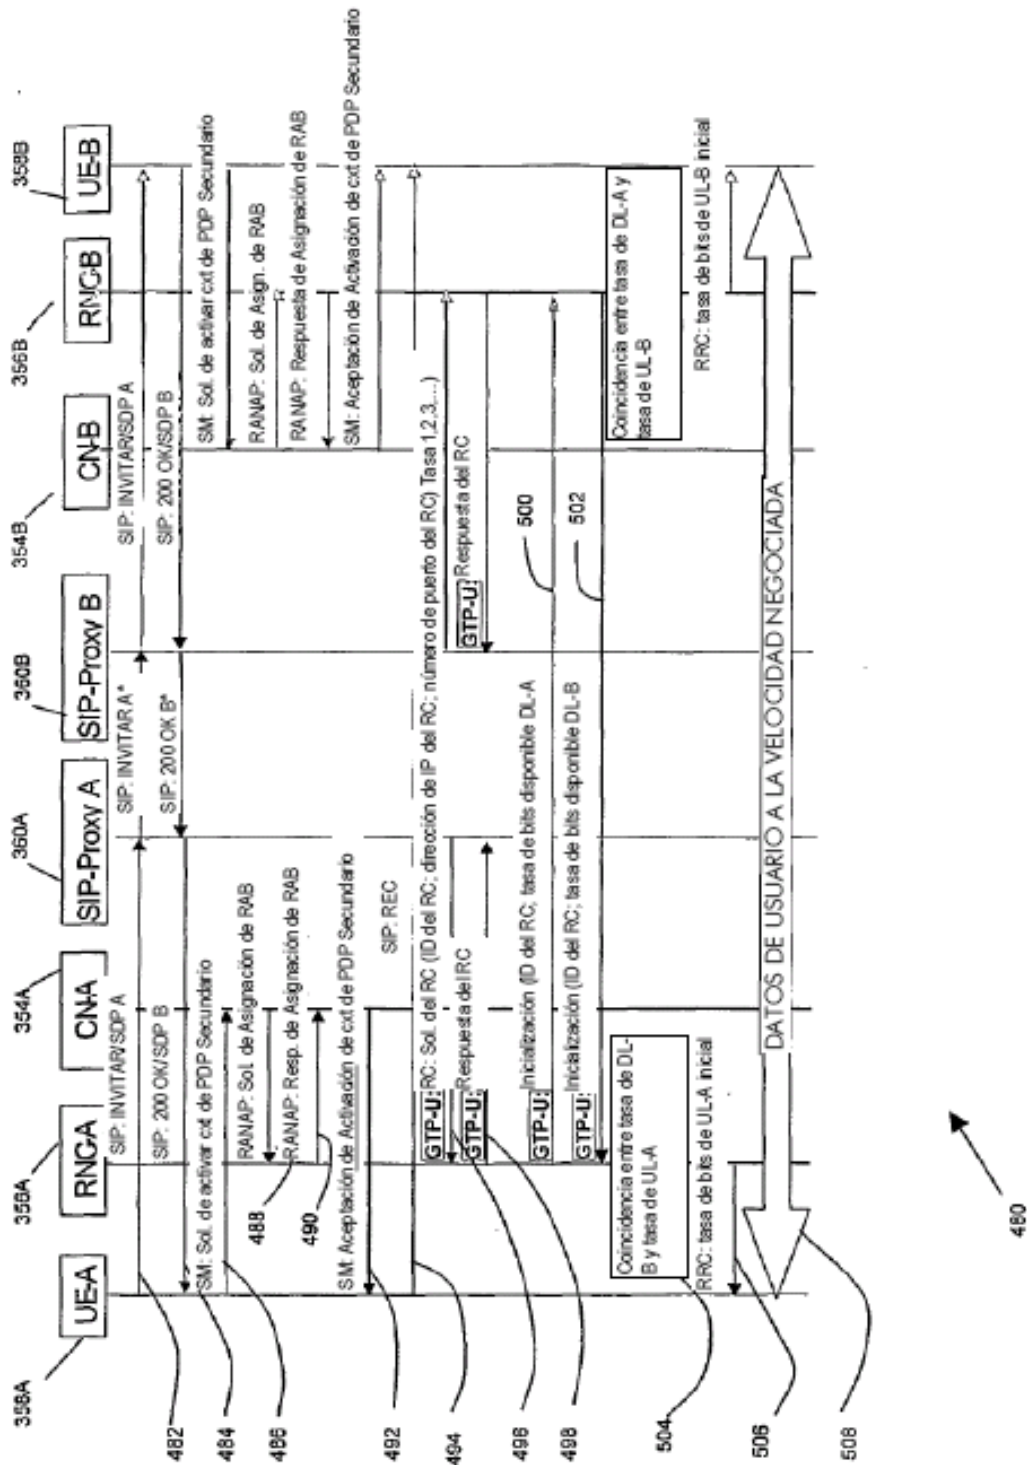 358A
356A
354A
360A
360B
354B
356B
358B
UE-A
RNC-A
CN-A
SIP-Proxy A
SIP-Proxy B
CN-B
RNC-B
UE-B
SIP: INVITAR/SDP A
SIP: INVITAR A*
SIP: INVITAR/SDP A
482
SIP: 200 OK/SDP B
SIP: 200 OK B*
SIP: 200 OK/SDP B
484
SM: Sol. de activar cxt de PDP Secundario
SM: Sol. de activar cxt de PDP Secundario
486
RANAP: Sol. de Asignación de RAB
RANAP: Sol. de Asign. de RAB
488
RANAP: Resp. de Asignación de RAB
RANAP: Respuesta de Asignación de RAB
490
SM: Aceptación de Activación de cxt de PDP Secundario
SM: Aceptación de Activación de cxt de PDP Secundario
492
SIP: REC
494
GTP-U: RC: Sol. del RC (ID del RC; dirección de IP del RC; número de puerto del RC) Tasa 1,2,3,...)
496
GTP-U: Respuesta del RC
GTP-U: Respuesta del RC
498
GTP-U: Inicialización (ID del RC; tasa de bits disponible DL-A
500
GTP-U: Inicialización (ID del RC; tasa de bits disponible DL-B
502
Coincidencia entre tasa de DL-
B y tasa de UL-A
Coincidencia entre tasa de DL-A y
tasa de UL-B
504
RRC: tasa de bits de UL-A inicial
RRC: tasa de bits de UL-B inicial
506
DATOS DE USUARIO A LA VELOCIDAD NEGOCIADA
508
480